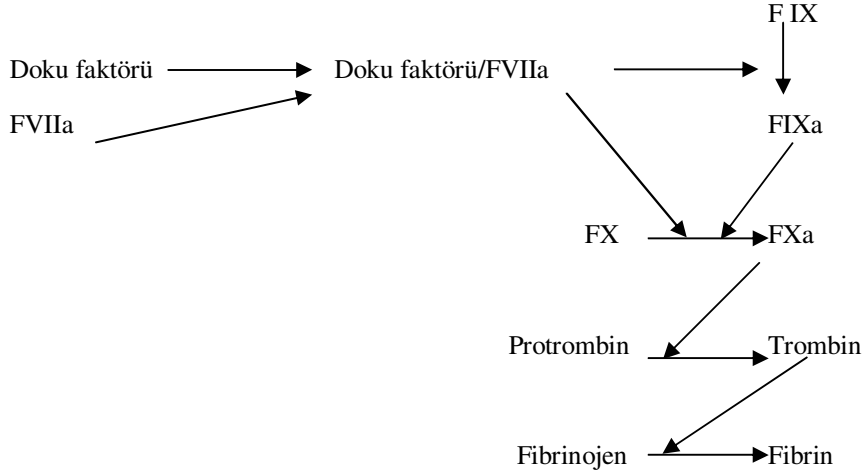 F IX
Doku faktörü Doku faktörü/FVIIa
FVIIa FIXa
FX FXa
Protrombin Trombin
Fibrinojen Fibrin